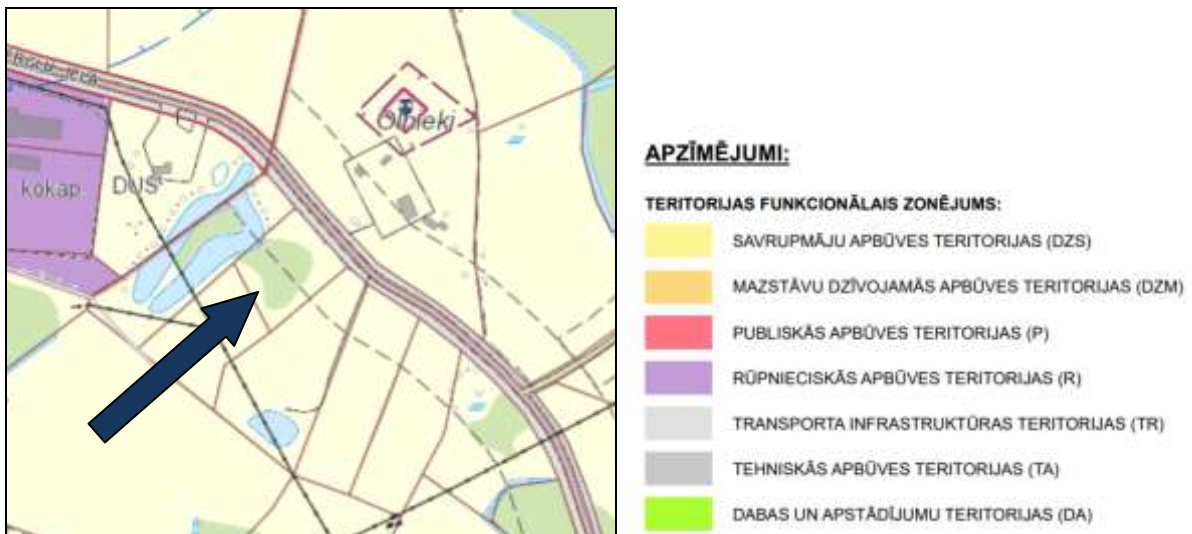 kokap
DUS
APZĪMĒJUMI:
TERITORIJAS FUNKCIONĀLAIS ZONĒJUMS:
SAVRUPMĀJU APBŪVES TERITORIJAS (DZS)
MAZSTĀVU DZĪVOJAMĀS APBŪVES TERITORIJAS (DZM)
PUBLISKĀS APBŪVES TERITORIJAS (P)
RŪPNIECISKĀS APBŪVES TERITORIJAS (R)
TRANSPORTA INFRASTRUKTŪRAS TERITORIJAS (TR)
TEHNISKĀS APBŪVES TERITORIJAS (TA)
DABAS UN APSTĀDĪJUMU TERITORIJAS (DA)